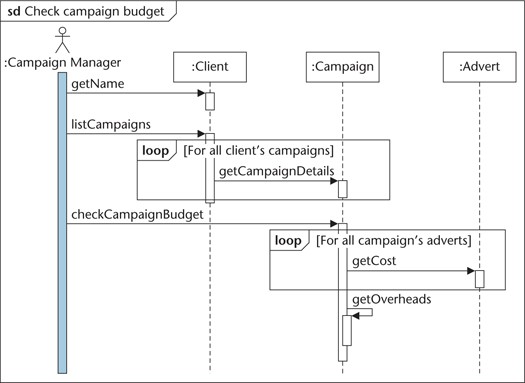 sd Check campaign budget
:Campaign Manager
:Client
:Campaign
:Advert
getName
listCampaigns
loop [For all client's campaigns]
getCampaignDetails
checkCampaignBudget
loop [For all campaign's adverts]
getCost
getOverheads